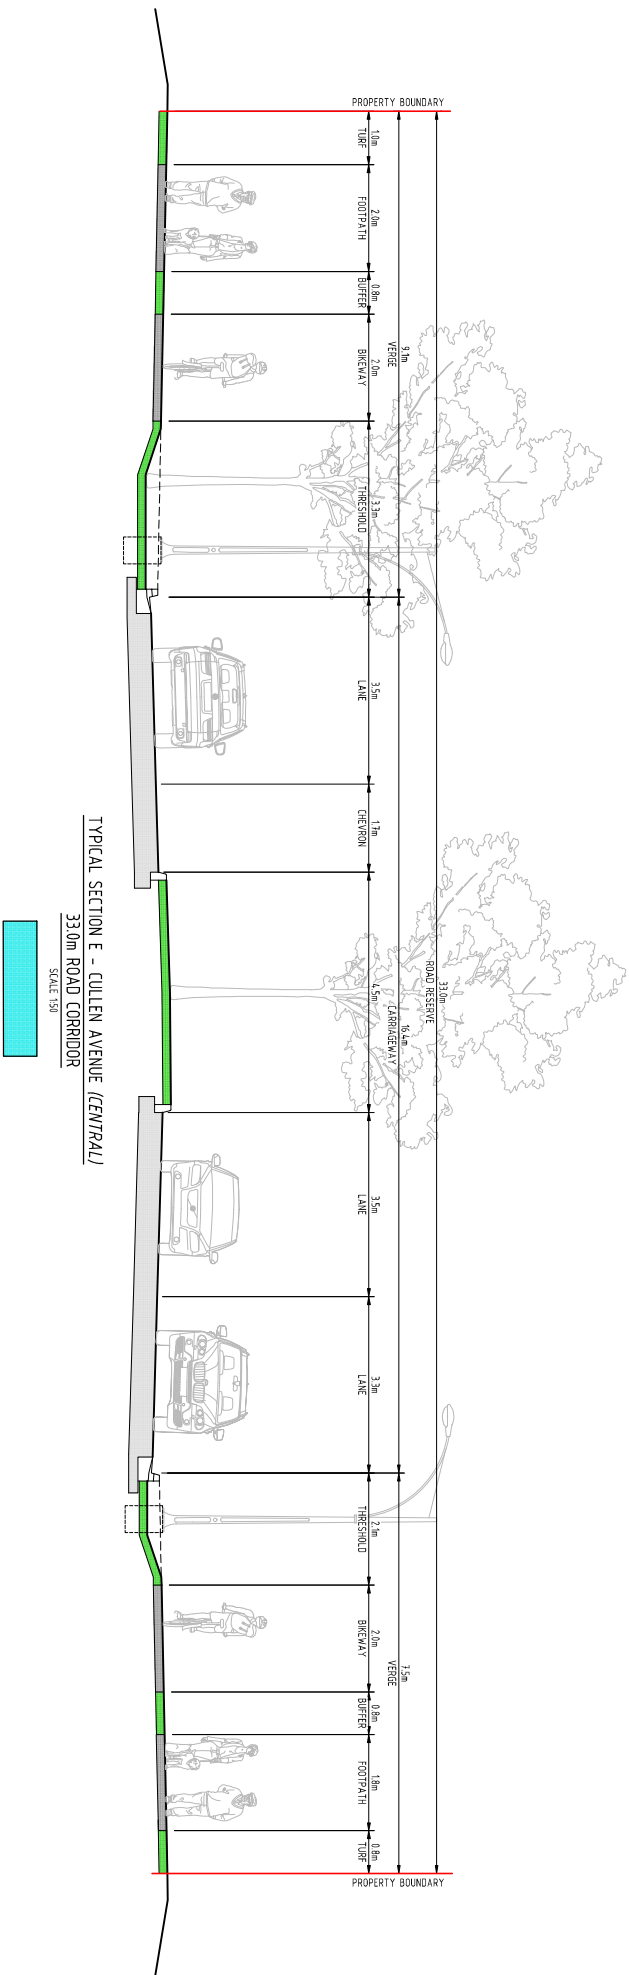 33.0m
ROAD RESERVE
9.1m
VERGE
16.4m
CARRIAGEWAY
7.5m
VERGE
PROPERTY BOUNDARY
1.0m
TURF
2.0m
FOOTPATH
0.8m
BUFFER
2.0m
BIKEWAY
3.3m
THRESHOLD
3.5m
LANE
1.7m
CHEVRON
4.5m
3.5m
LANE
3.3m
LANE
2.1m
THRESHOLD
2.0m
BIKEWAY
0.8m
BUFFER
1.8m
FOOTPATH
0.8m
TURF
PROPERTY BOUNDARY
TYPICAL SECTION E - CULLEN AVENUE (CENTRAL)
33.0m ROAD CORRIDOR
SCALE 1:50